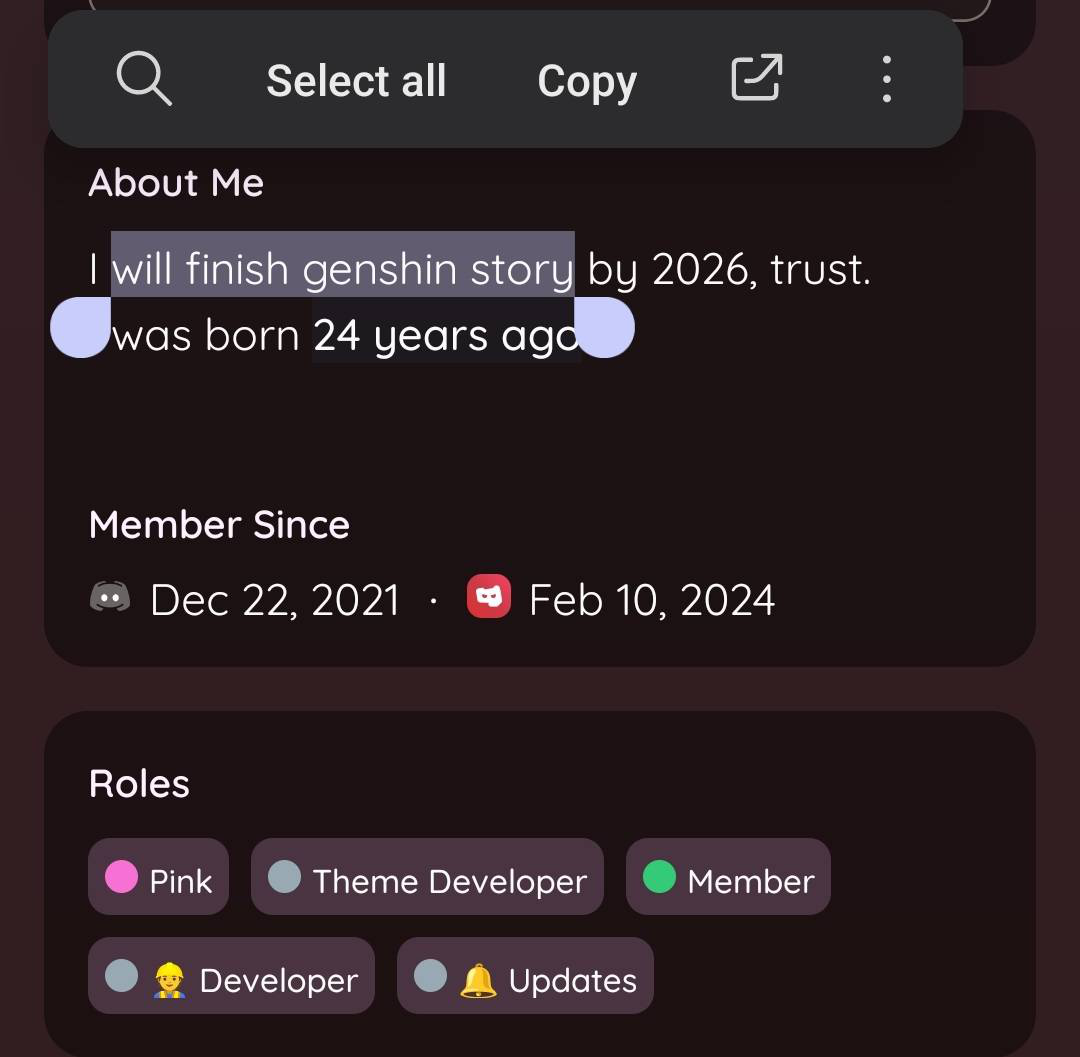 Select all Copy
About Me
I will finish genshin story by 2026, trust.
was born 24 years ago
Member Since
Dec 22, 2021 · Feb 10, 2024
Roles
Pink Theme Developer Member
👷 Developer 🔔 Updates